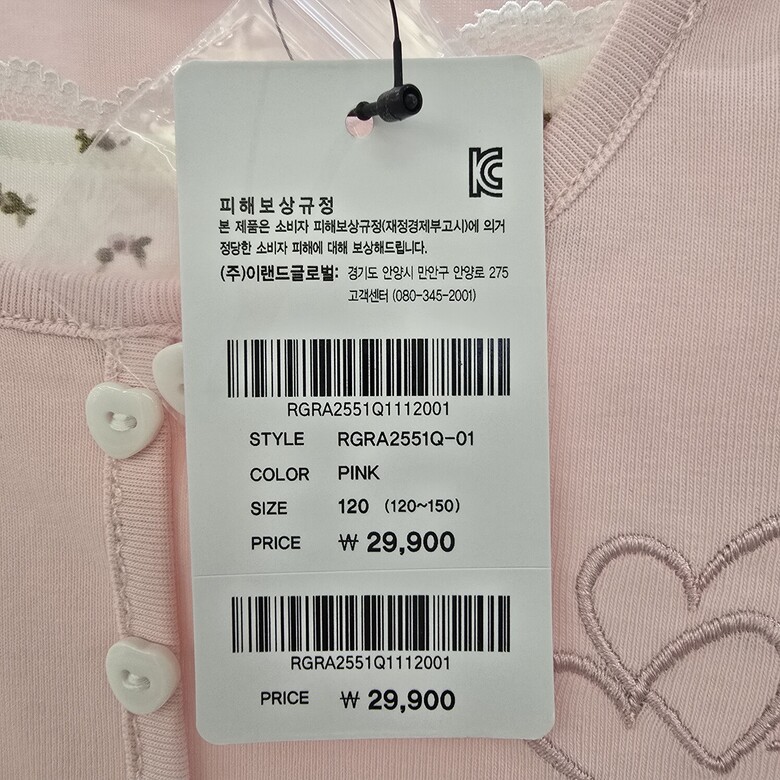 KC
피해보상규정
본 제품은 소비자 피해보상규정(재정경제부고시)에 의거
정당한 소비자 피해에 대해 보상해드립니다.
(주)이랜드글로벌: 경기도 안양시 만안구 안양로 275
고객센터 (080-345-2001)
RGRA2551Q1112001
STYLE RGRA2551Q-01
COLOR PINK
SIZE 120 (120~150)
PRICE ₩ 29,900
RGRA2551Q1112001
PRICE ₩ 29,900